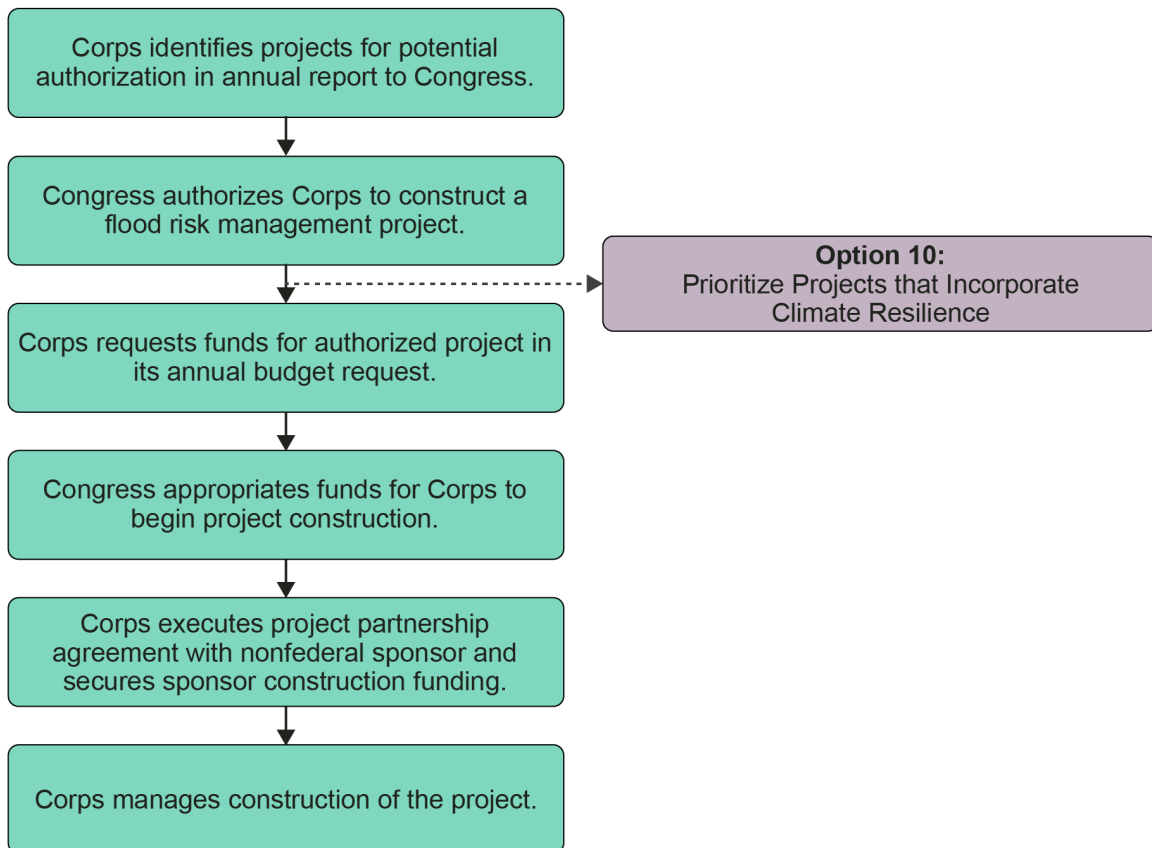 Corps identifies projects for potential
authorization in annual report to Congress.
Congress authorizes Corps to construct a
flood risk management project.
Option 10:
Prioritize Projects that Incorporate
Climate Resilience
Corps requests funds for authorized project in
its annual budget request.
Congress appropriates funds for Corps to
begin project construction.
Corps executes project partnership
agreement with nonfederal sponsor and
secures sponsor construction funding.
Corps manages construction of the project.